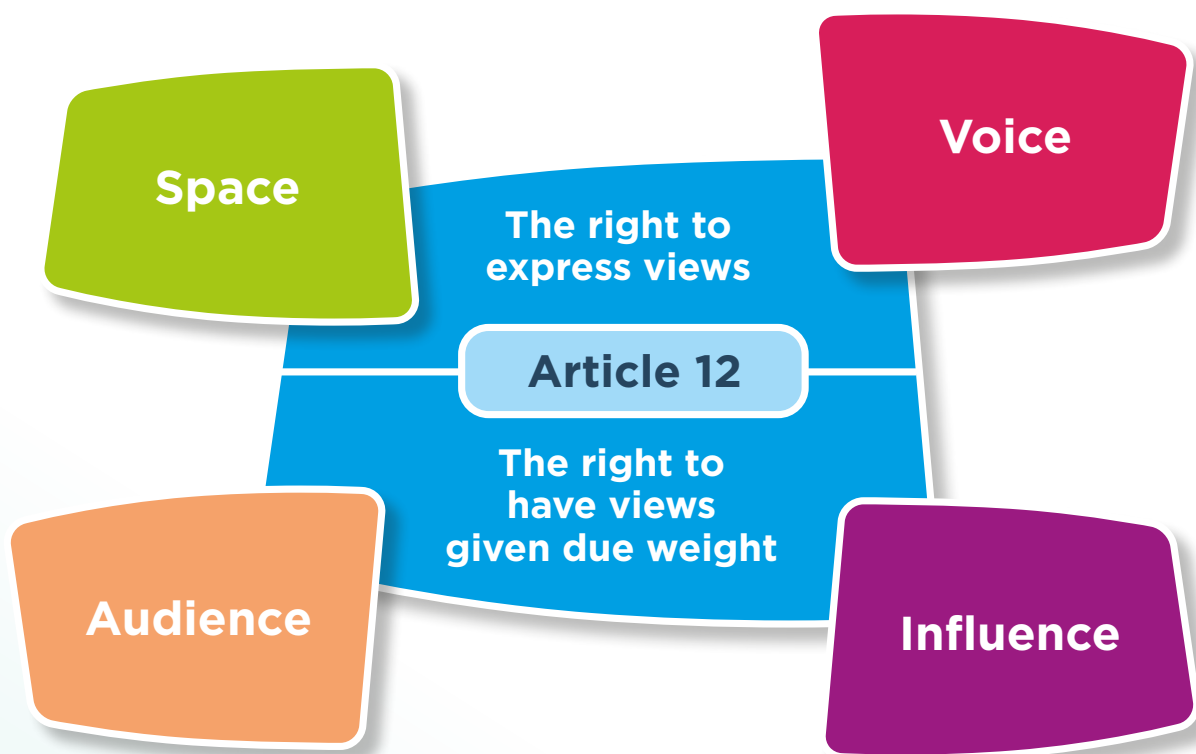 Space
Voice
The right to
express views
Article 12
The right to
have views
given due weight
Audience
Influence